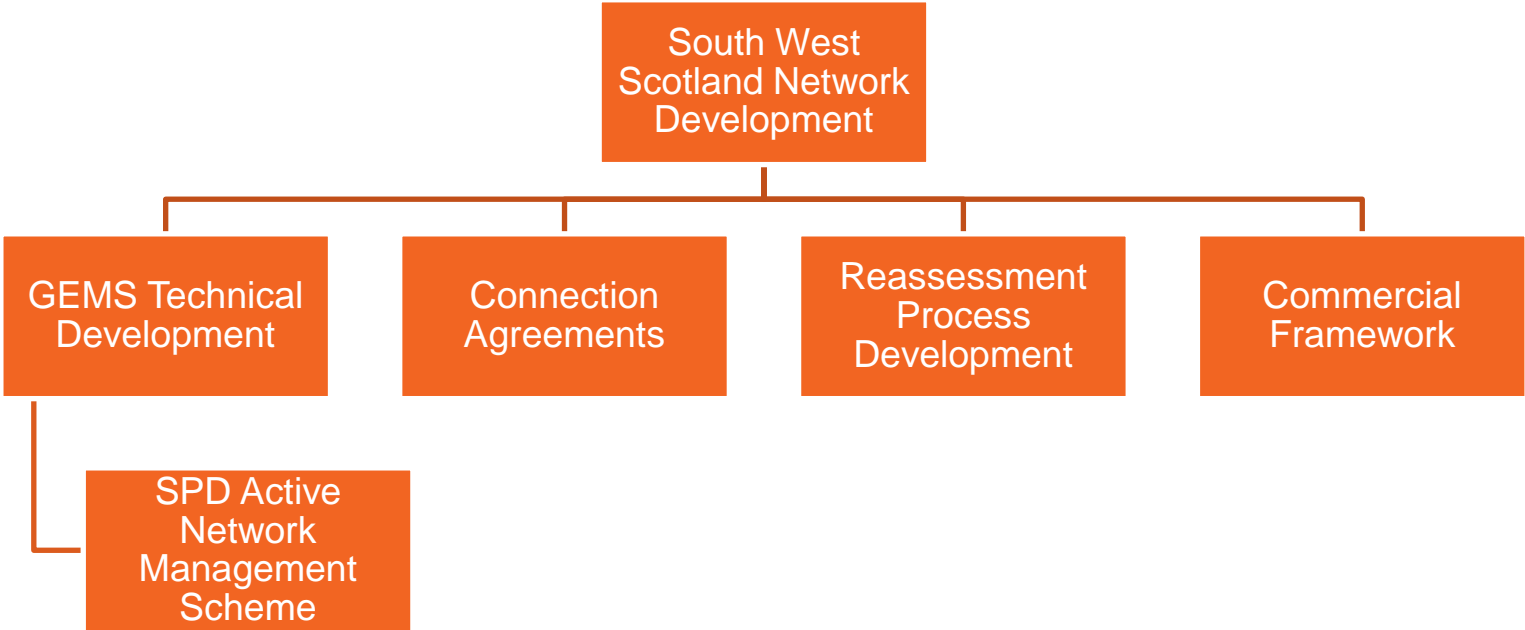 South West
Scotland Network
Development
GEMS Technical
Development
Connection
Agreements
Reassessment
Process
Development
Commercial
Framework
SPD Active
Network
Management
Scheme